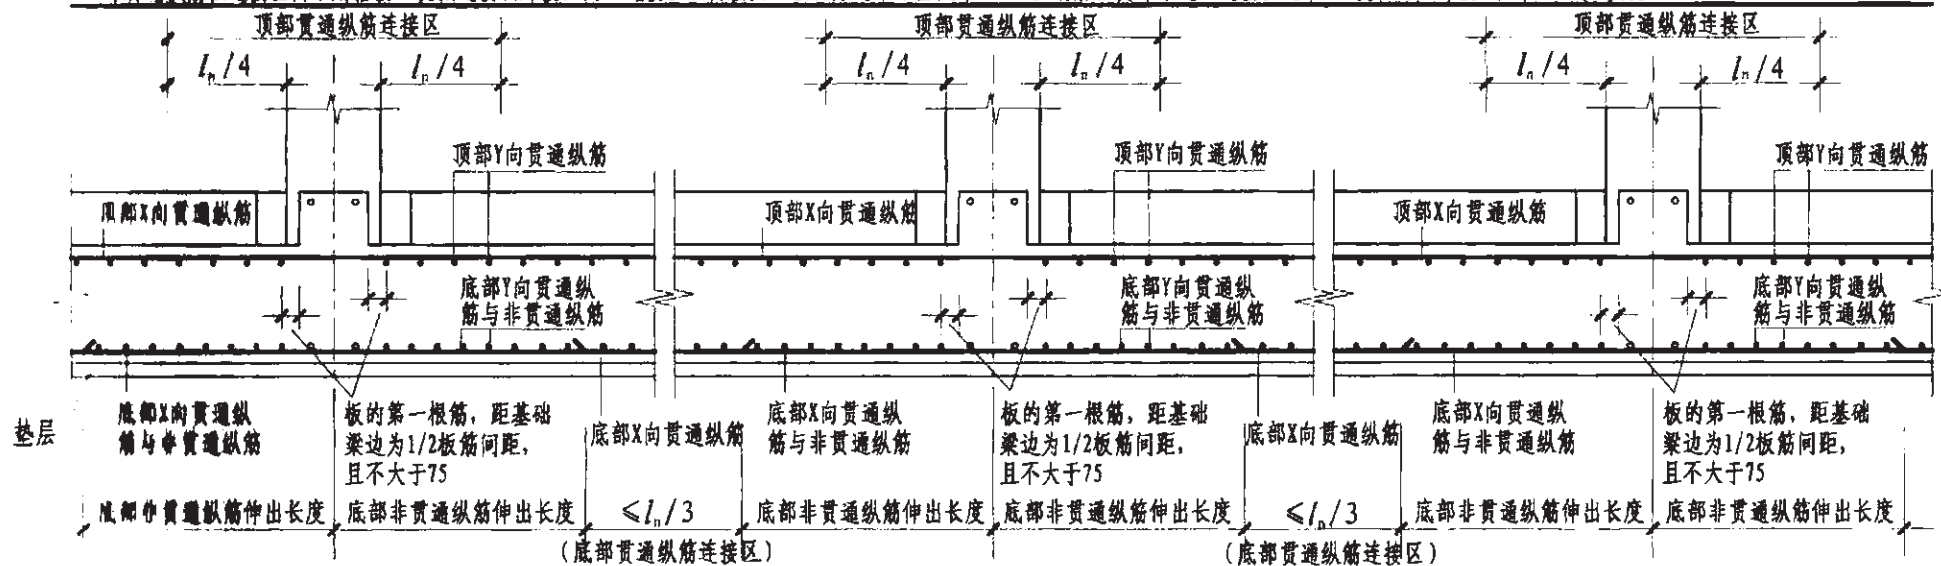 顶部贯通纵筋连接区
顶部贯通纵筋连接区
顶部贯通纵筋连接区
lₙ/4
lₙ/4
lₙ/4
lₙ/4
lₙ/4
lₙ/4
顶部Y向贯通纵筋
顶部Y向贯通纵筋
顶部Y向贯通纵筋
顶部X向贯通纵筋
顶部X向贯通纵筋
顶部X向贯通纵筋
底部Y向贯通纵
筋与非贯通纵筋
底部Y向贯通纵
筋与非贯通纵筋
底部Y向贯通纵
筋与非贯通纵筋
垫层
底部X向贯通纵
筋与非贯通纵筋
板的第一根筋，距基础
梁边为1/2板筋间距，
且不大于75
底部X向贯通纵筋
底部X向贯通纵
筋与非贯通纵筋
板的第一根筋，距基础
梁边为1/2板筋间距，
且不大于75
底部X向贯通纵筋
底部X向贯通纵
筋与非贯通纵筋
板的第一根筋，距基础
梁边为1/2板筋间距，
且不大于75
底部非贯通纵筋伸出长度
底部非贯通纵筋伸出长度
≤lₙ/3
底部非贯通纵筋伸出长度
底部非贯通纵筋伸出长度
≤lₙ/3
底部非贯通纵筋伸出长度
底部非贯通纵筋伸出长度
(底部贯通纵筋连接区)
(底部贯通纵筋连接区)